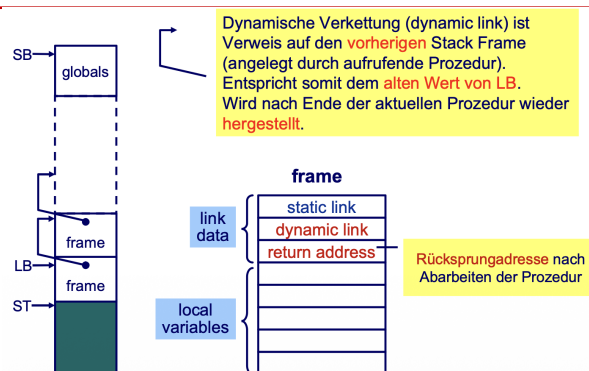 Dynamische Verkettung (dynamic link) ist
Verweis auf den vorherigen Stack Frame
(angelegt durch aufrufende Prozedur).
Entspricht somit dem alten Wert von LB.
Wird nach Ende der aktuellen Prozedur wieder
hergestellt.
SB
globals
frame
LB
frame
ST
frame
link
data
static link
dynamic link
return address
local
variables
Rücksprungadresse nach
Abarbeiten der Prozedur